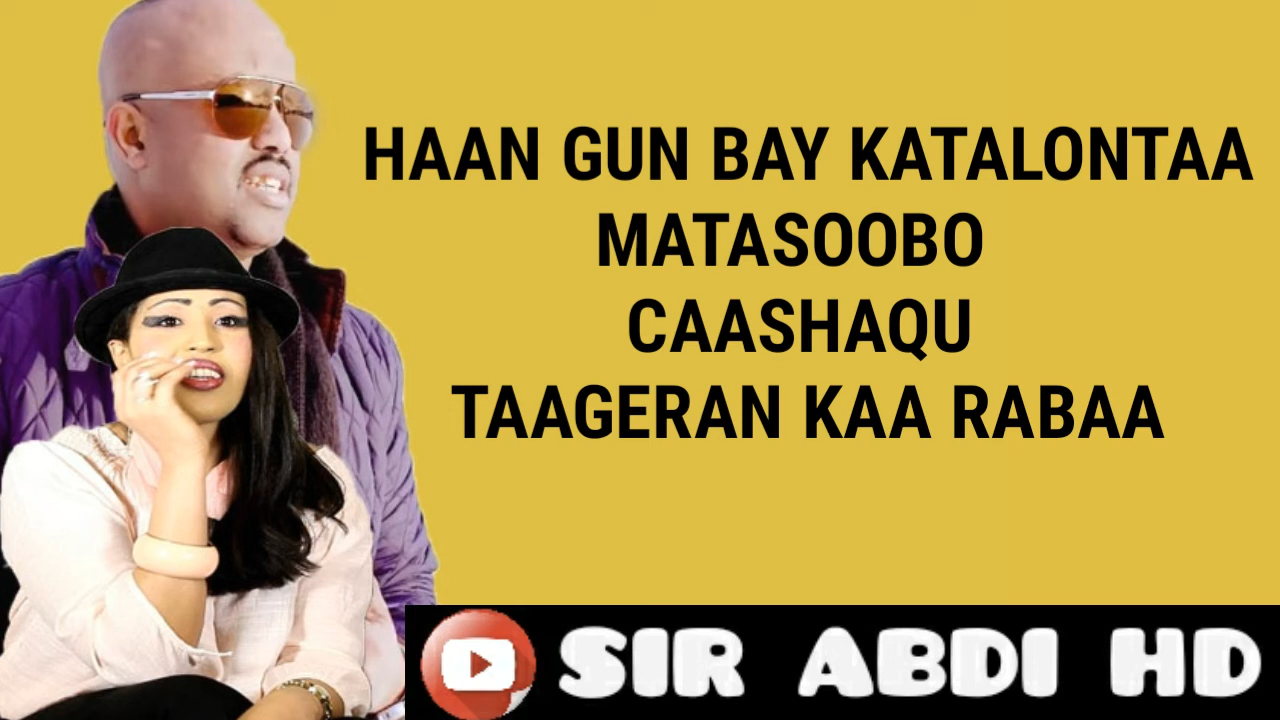 HAAN GUN BAY KATALONTAA
MATASOOBO
CAASHAQU
TAAGERAN KAA RABAA
SIR ABDI HD